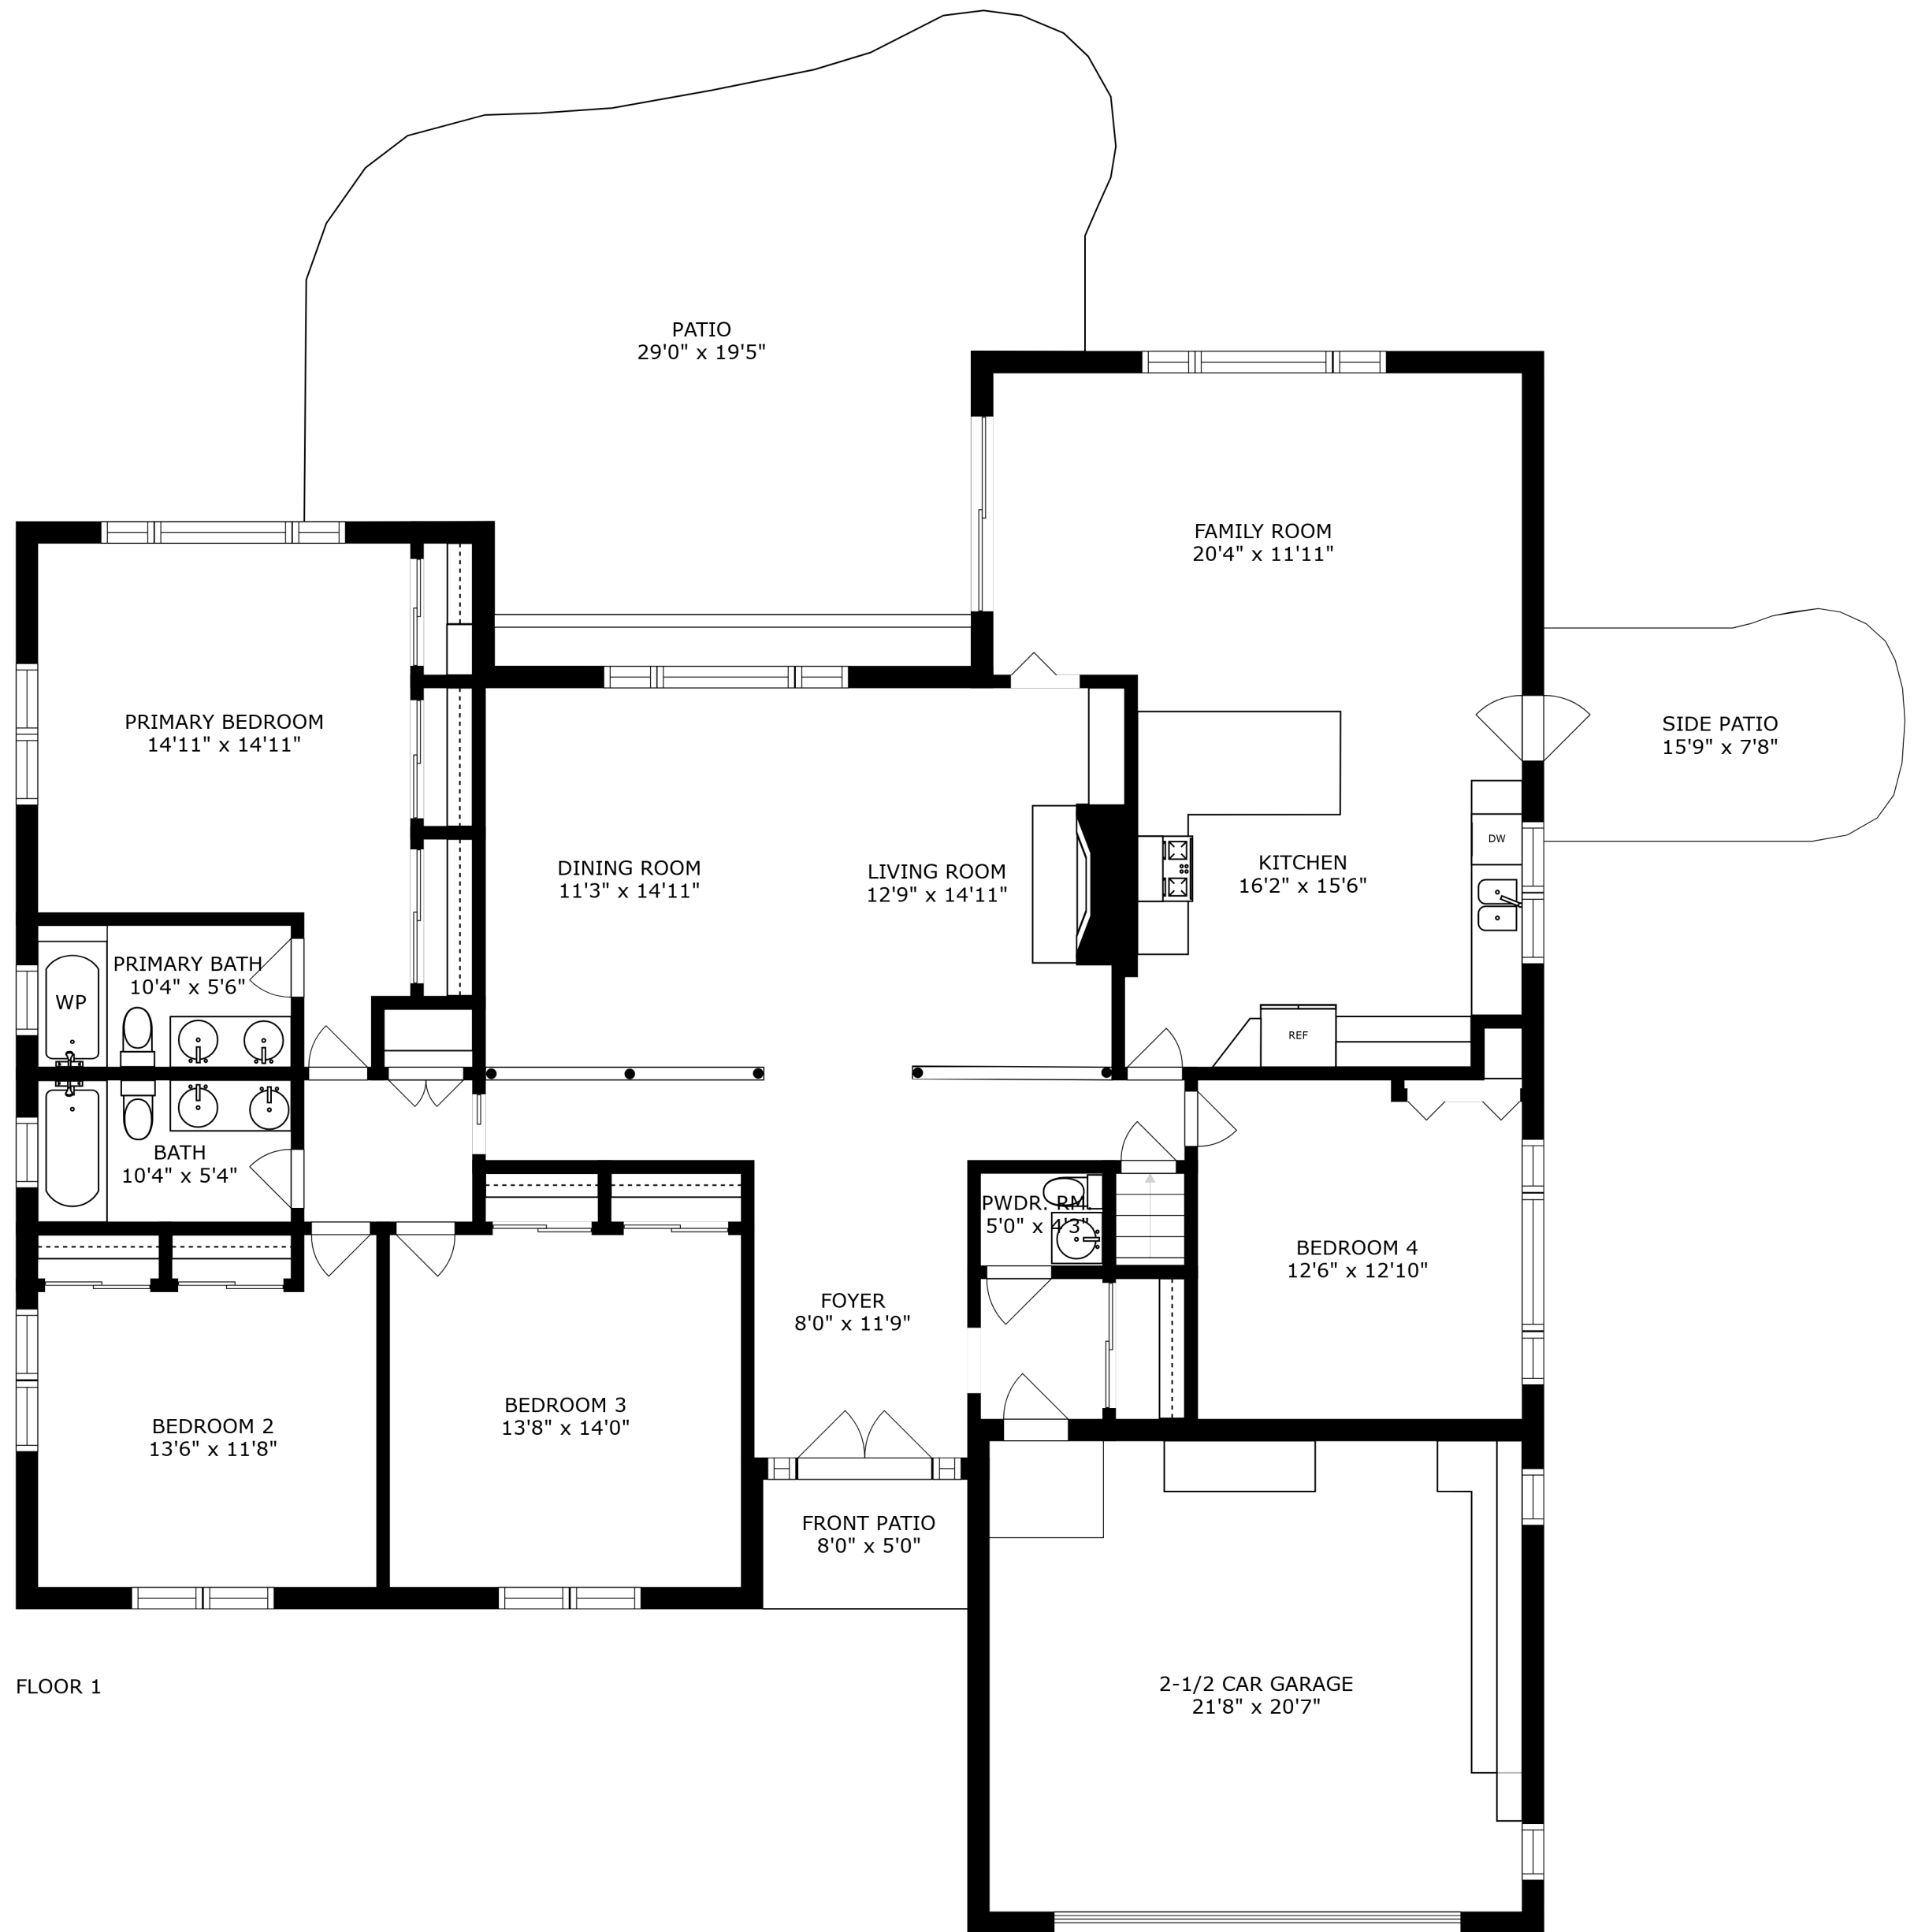 PATIO
29'0" x 19'5"
FAMILY ROOM
20'4" x 11'11"
PRIMARY BEDROOM
14'11" x 14'11"
SIDE PATIO
15'9" x 7'8"
DINING ROOM
11'3" x 14'11"
LIVING ROOM
12'9" x 14'11"
KITCHEN
16'2" x 15'6"
DW
PRIMARY BATH
10'4" x 5'6"
WP
REF
BATH
10'4" x 5'4"
PWDR. RM.
5'0" x 4'3"
BEDROOM 4
12'6" x 12'10"
FOYER
8'0" x 11'9"
BEDROOM 2
13'6" x 11'8"
BEDROOM 3
13'8" x 14'0"
FRONT PATIO
8'0" x 5'0"
2-1/2 CAR GARAGE
21'8" x 20'7"
FLOOR 1